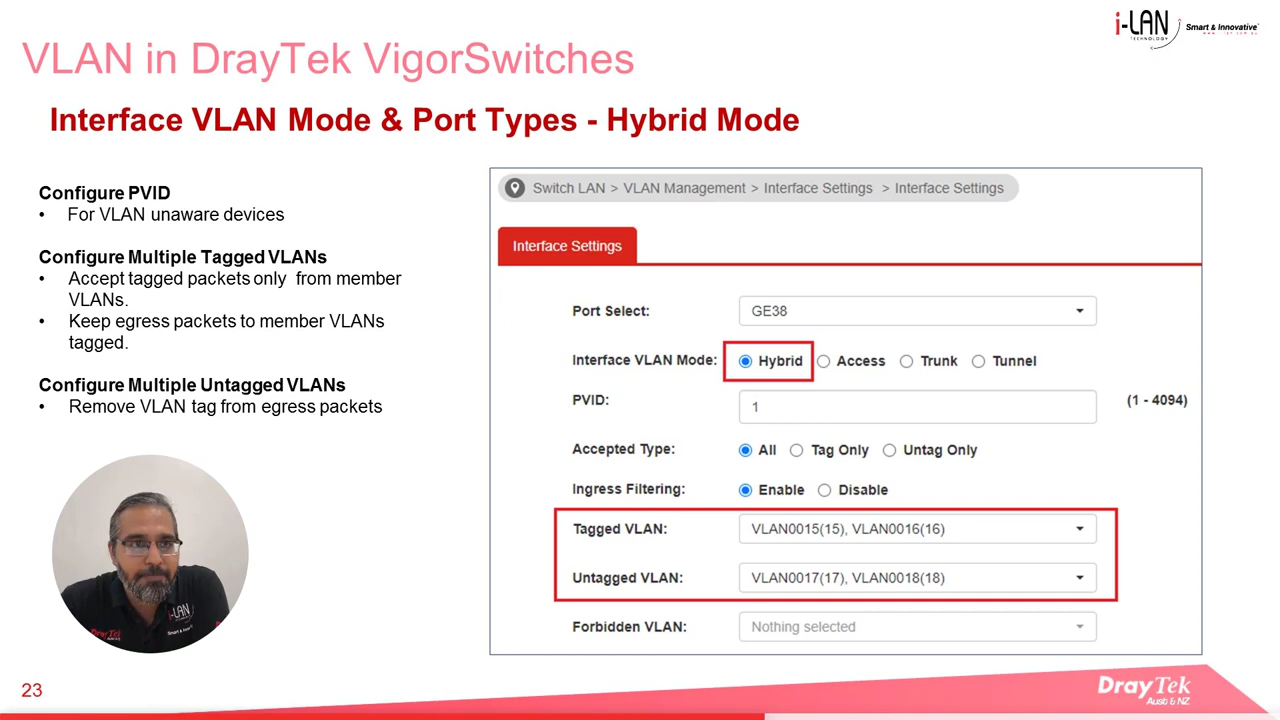 i-LAN
TECHNOLOGY
Smart & Innovative
VLAN in DrayTek VigorSwitches
Interface VLAN Mode & Port Types - Hybrid Mode
Configure PVID
• For VLAN unaware devices
Configure Multiple Tagged VLANs
• Accept tagged packets only from member
VLANs.
• Keep egress packets to member VLANs
tagged.
Configure Multiple Untagged VLANs
• Remove VLAN tag from egress packets
Switch LAN > VLAN Management > Interface Settings > Interface Settings
Interface Settings
Port Select: GE38
Interface VLAN Mode: Hybrid Access Trunk Tunnel
PVID: 1 (1 - 4094)
Accepted Type: All Tag Only Untag Only
Ingress Filtering: Enable Disable
Tagged VLAN: VLAN0015(15), VLAN0016(16)
Untagged VLAN: VLAN0017(17), VLAN0018(18)
Forbidden VLAN: Nothing selected
i-LAN
DrayTek
23
DrayTek
Aust & NZ